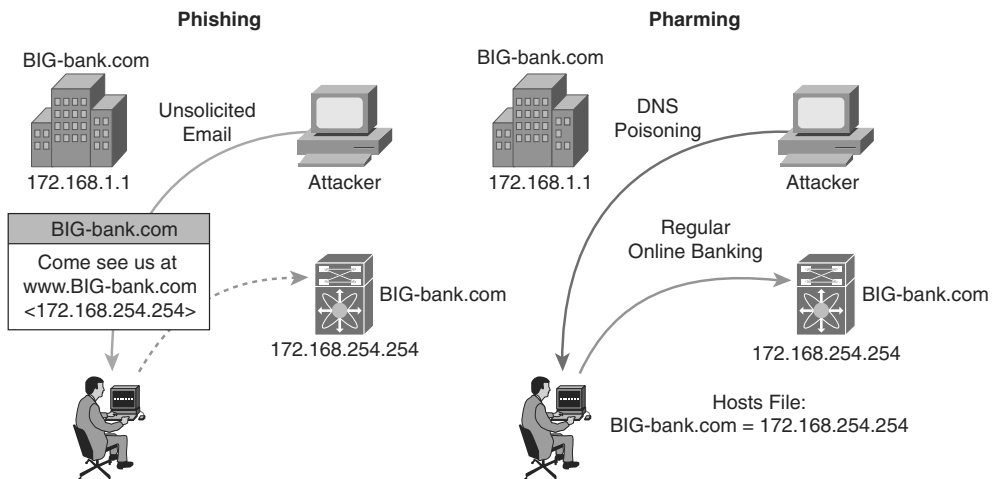 Phishing
BIG-bank.com
Unsolicited
Email
172.168.1.1
Attacker
BIG-bank.com
Come see us at
www.BIG-bank.com
<172.168.254.254>
BIG-bank.com
172.168.254.254
Pharming
BIG-bank.com
DNS
Poisoning
172.168.1.1
Attacker
Regular
Online Banking
BIG-bank.com
172.168.254.254
Hosts File:
BIG-bank.com = 172.168.254.254